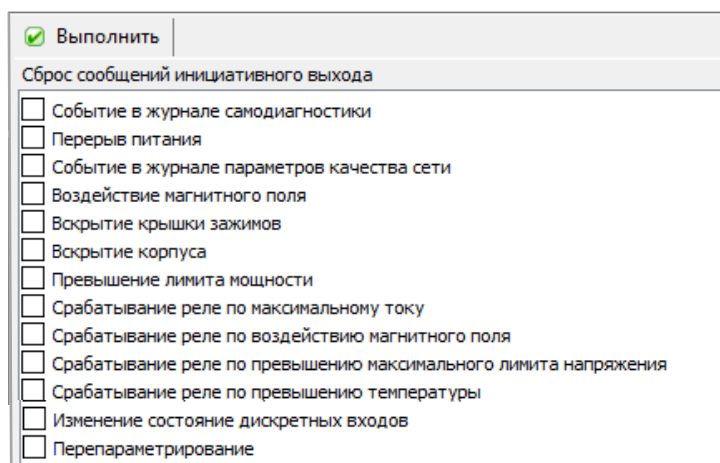 Выполнить
Сброс сообщений инициативного выхода
Событие в журнале самодиагностики
Перерыв питания
Событие в журнале параметров качества сети
Воздействие магнитного поля
Вскрытие крышки зажимов
Вскрытие корпуса
Превышение лимита мощности
Срабатывание реле по максимальному току
Срабатывание реле по воздействию магнитного поля
Срабатывание реле по превышению максимального лимита напряжения
Срабатывание реле по превышению температуры
Изменение состояние дискретных входов
Перепараметрирование